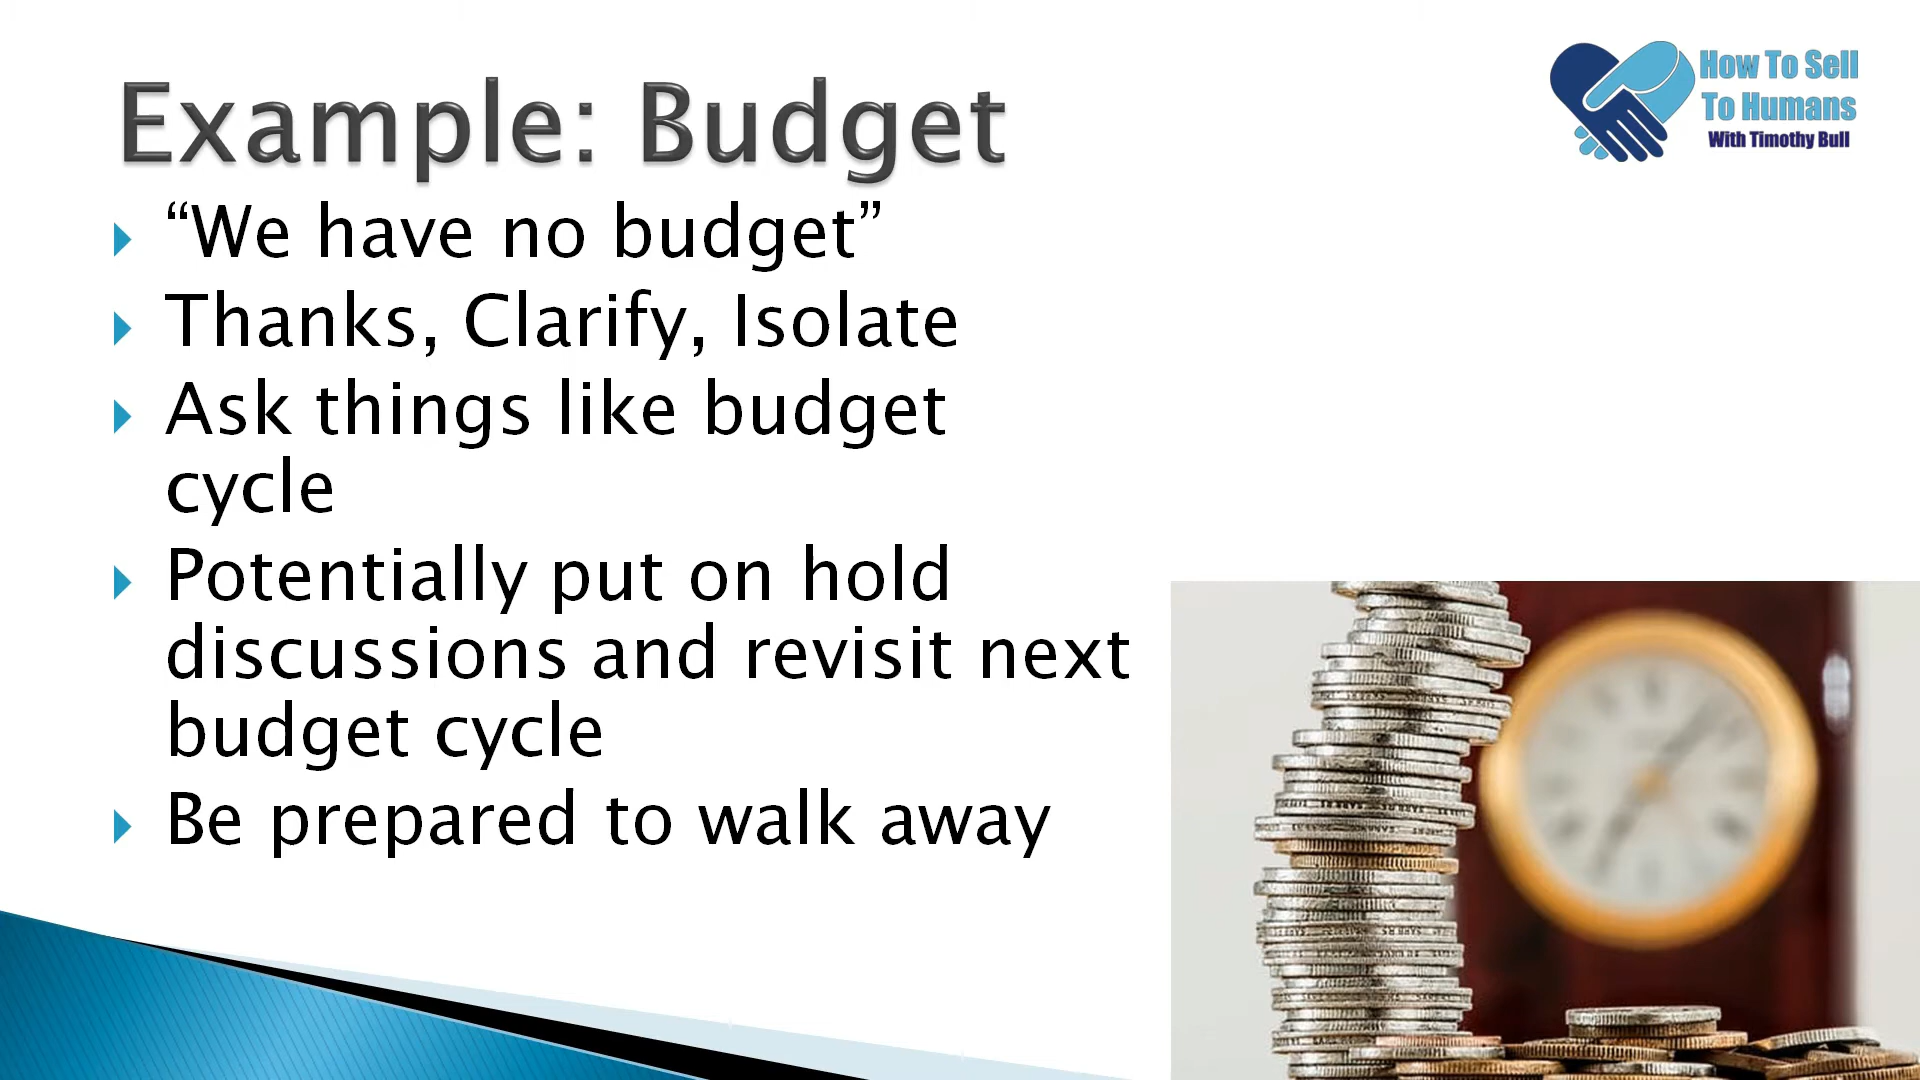 How To Sell
To Humans
With Timothy Bull
Example: Budget
“We have no budget”
Thanks, Clarify, Isolate
Ask things like budget
cycle
Potentially put on hold
discussions and revisit next
budget cycle
Be prepared to walk away